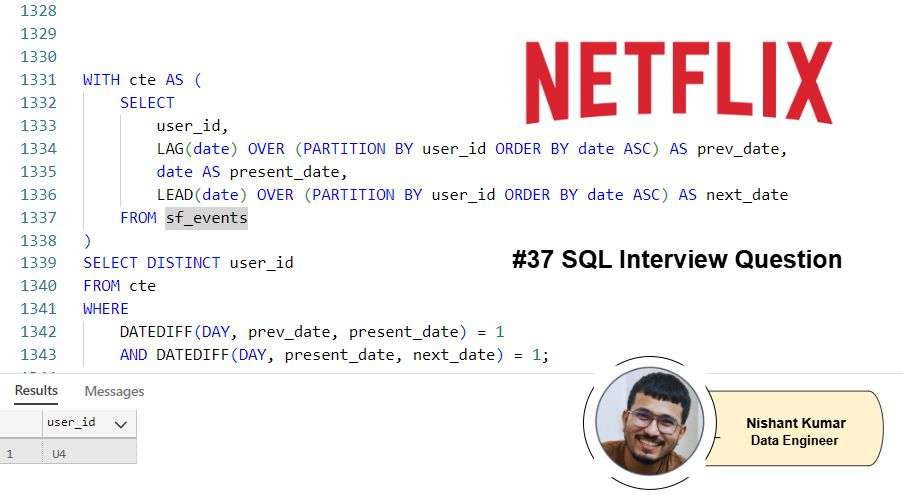 1328
1329
1330
1331 WITH cte AS (
1332 SELECT
1333 user_id,
1334 LAG(date) OVER (PARTITION BY user_id ORDER BY date ASC) AS prev_date,
1335 date AS present_date,
1336 LEAD(date) OVER (PARTITION BY user_id ORDER BY date ASC) AS next_date
1337 FROM sf_events
1338 )
1339 SELECT DISTINCT user_id
1340 FROM cte
1341 WHERE
1342 DATEDIFF(DAY, prev_date, present_date) = 1
1343 AND DATEDIFF(DAY, present_date, next_date) = 1;
NETFLIX
#37 SQL Interview Question
Results Messages
user_id
1 U4
Nishant Kumar
Data Engineer